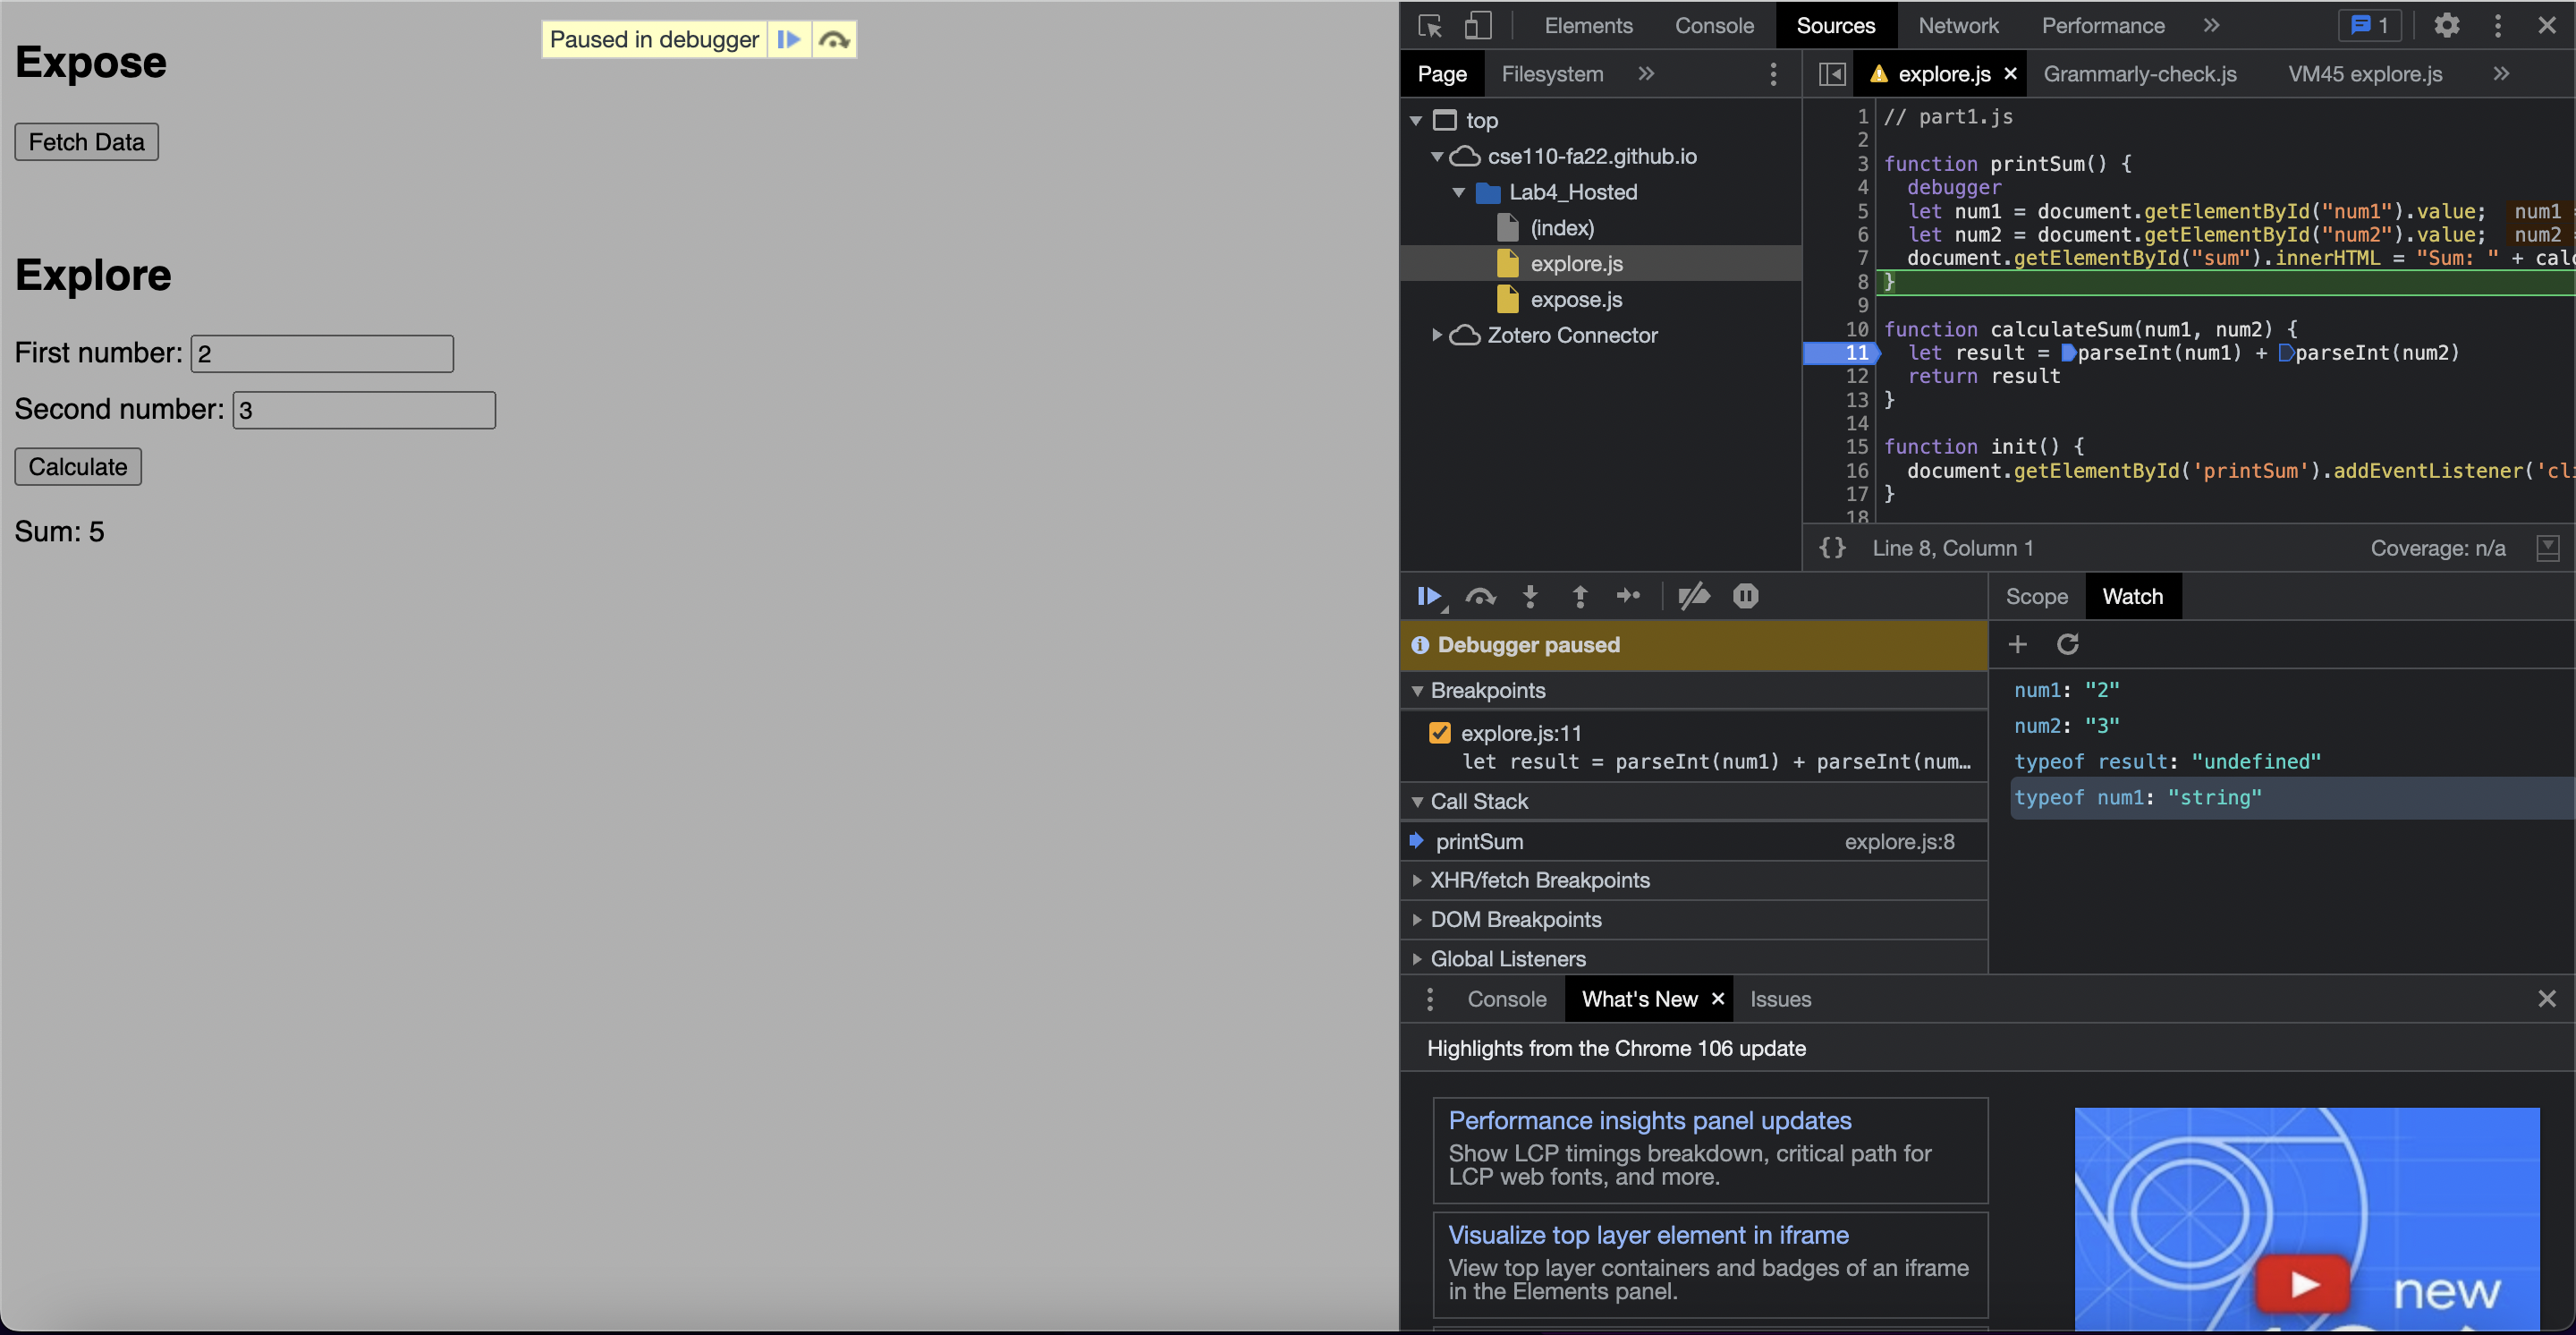 Expose
Paused in debugger
Fetch Data
Explore
First number: 2
Second number: 3
Calculate
Sum: 5
Elements Console Sources Network Performance » 1
Page Filesystem »
explore.js × Grammarly-check.js VM45 explore.js »
top
cse110-fa22.github.io
Lab4_Hosted
(index)
explore.js
expose.js
Zotero Connector
1 // part1.js
2
3 function printSum() {
4 debugger
5 let num1 = document.getElementById("num1").value; num1 =
6 let num2 = document.getElementById("num2").value; num2 =
7 document.getElementById("sum").innerHTML = "Sum: " + calc
8 }
9
10 function calculateSum(num1, num2) {
11 let result = parseInt(num1) + parseInt(num2)
12 return result
13 }
14
15 function init() {
16 document.getElementById('printSum').addEventListener('cli
17 }
18
{} Line 8, Column 1 Coverage: n/a
Debugger paused
Breakpoints
explore.js:11
let result = parseInt(num1) + parseInt(num…
Call Stack
printSum explore.js:8
XHR/fetch Breakpoints
DOM Breakpoints
Global Listeners
Scope Watch
num1: "2"
num2: "3"
typeof result: "undefined"
typeof num1: "string"
Console What's New × Issues
Highlights from the Chrome 106 update
Performance insights panel updates
Show LCP timings breakdown, critical path for
LCP web fonts, and more.
Visualize top layer element in iframe
View top layer containers and badges of an iframe
in the Elements panel.
new